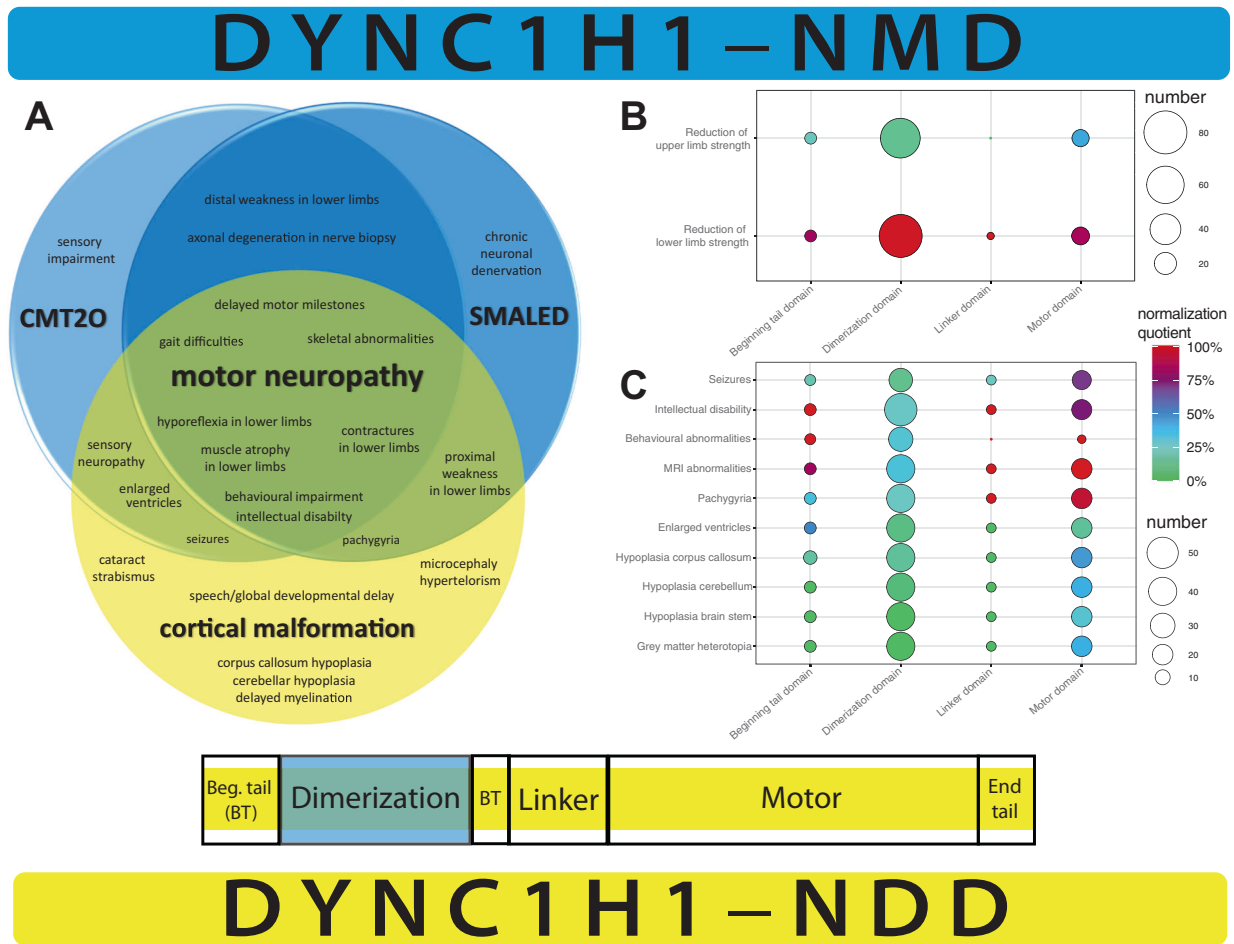 DYNC1H1–NMD
A
distal weakness in lower limbs
axonal degeneration in nerve biopsy
sensory
impairment
chronic
neuronal
denervation
CMT2O
SMALED
delayed motor milestones
gait difficulties
skeletal abnormalities
motor neuropathy
hyporeflexia in lower limbs
muscle atrophy
in lower limbs
contractures
in lower limbs
sensory
neuropathy
proximal
weakness
in lower limbs
enlarged
ventricles
behavioural impairment
intellectual disabilty
seizures
pachygyria
cataract
strabismus
microcephaly
hypertelorism
speech/global developmental delay
cortical malformation
corpus callosum hypoplasia
cerebellar hypoplasia
delayed myelination
B
Reduction of
upper limb strength
Reduction of
lower limb strength
Beginning tail domain
Dimerization domain
Linker domain
Motor domain
number
80
60
40
20
normalization
quotient
100%
75%
50%
25%
0%
C
Seizures
Intellectual disability
Behavioural abnormalities
MRI abnormalities
Pachygyria
Enlarged ventricles
Hypoplasia corpus callosum
Hypoplasia cerebellum
Hypoplasia brain stem
Grey matter heterotopia
Beginning tail domain
Dimerization domain
Linker domain
Motor domain
number
50
40
30
20
10
Beg. tail
(BT)
Dimerization
BT
Linker
Motor
End
tail
DYNC1H1–NDD